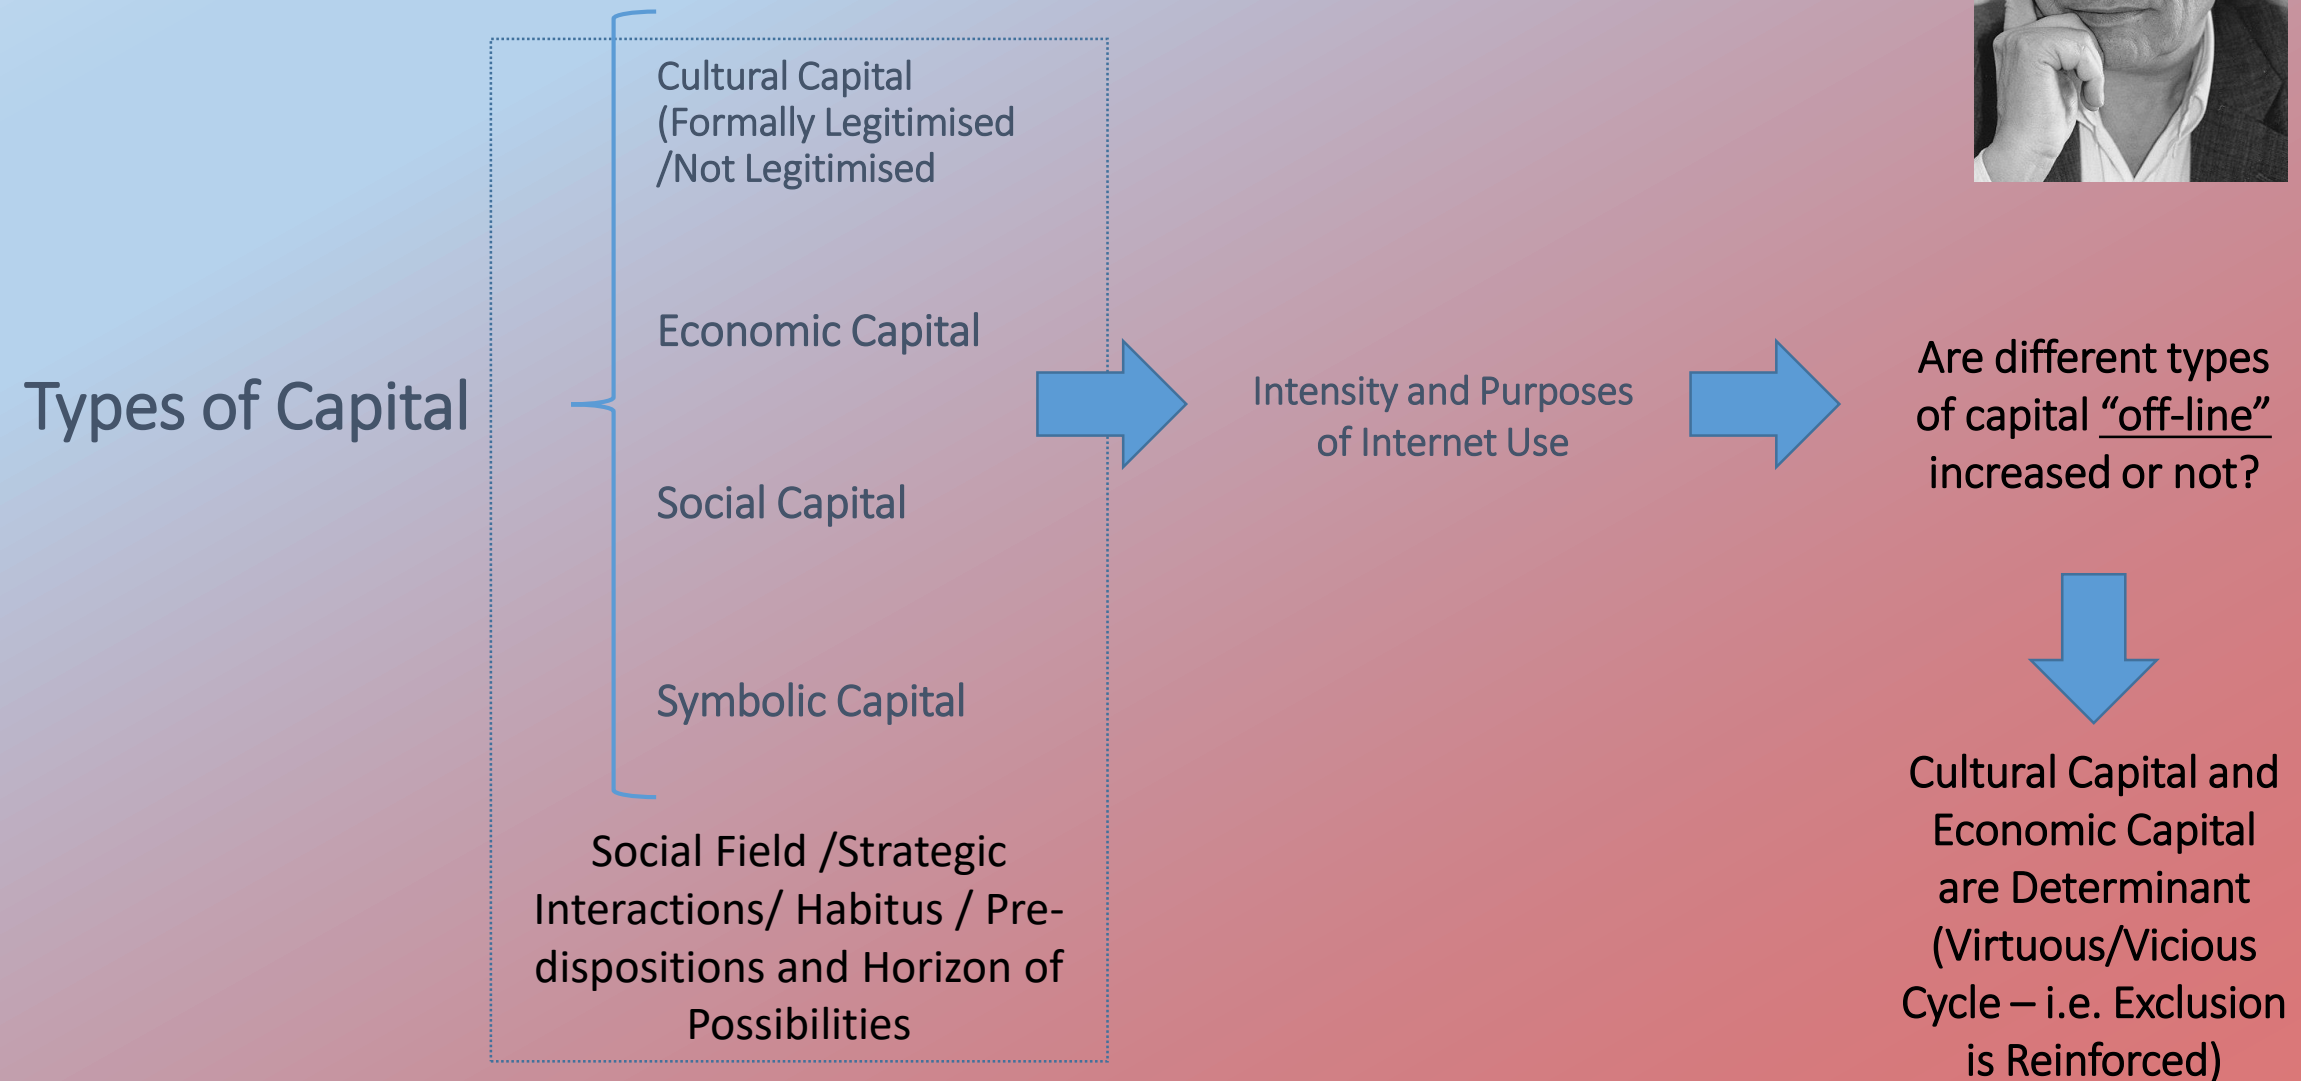 Types of Capital
Cultural Capital
(Formally Legitimised
/Not Legitimised
Economic Capital
Social Capital
Symbolic Capital
Social Field /Strategic
Interactions/ Habitus / Pre-
dispositions and Horizon of
Possibilities
Intensity and Purposes
of Internet Use
Are different types
of capital “off-line”
increased or not?
Cultural Capital and
Economic Capital
are Determinant
(Virtuous/Vicious
Cycle – i.e. Exclusion
is Reinforced)